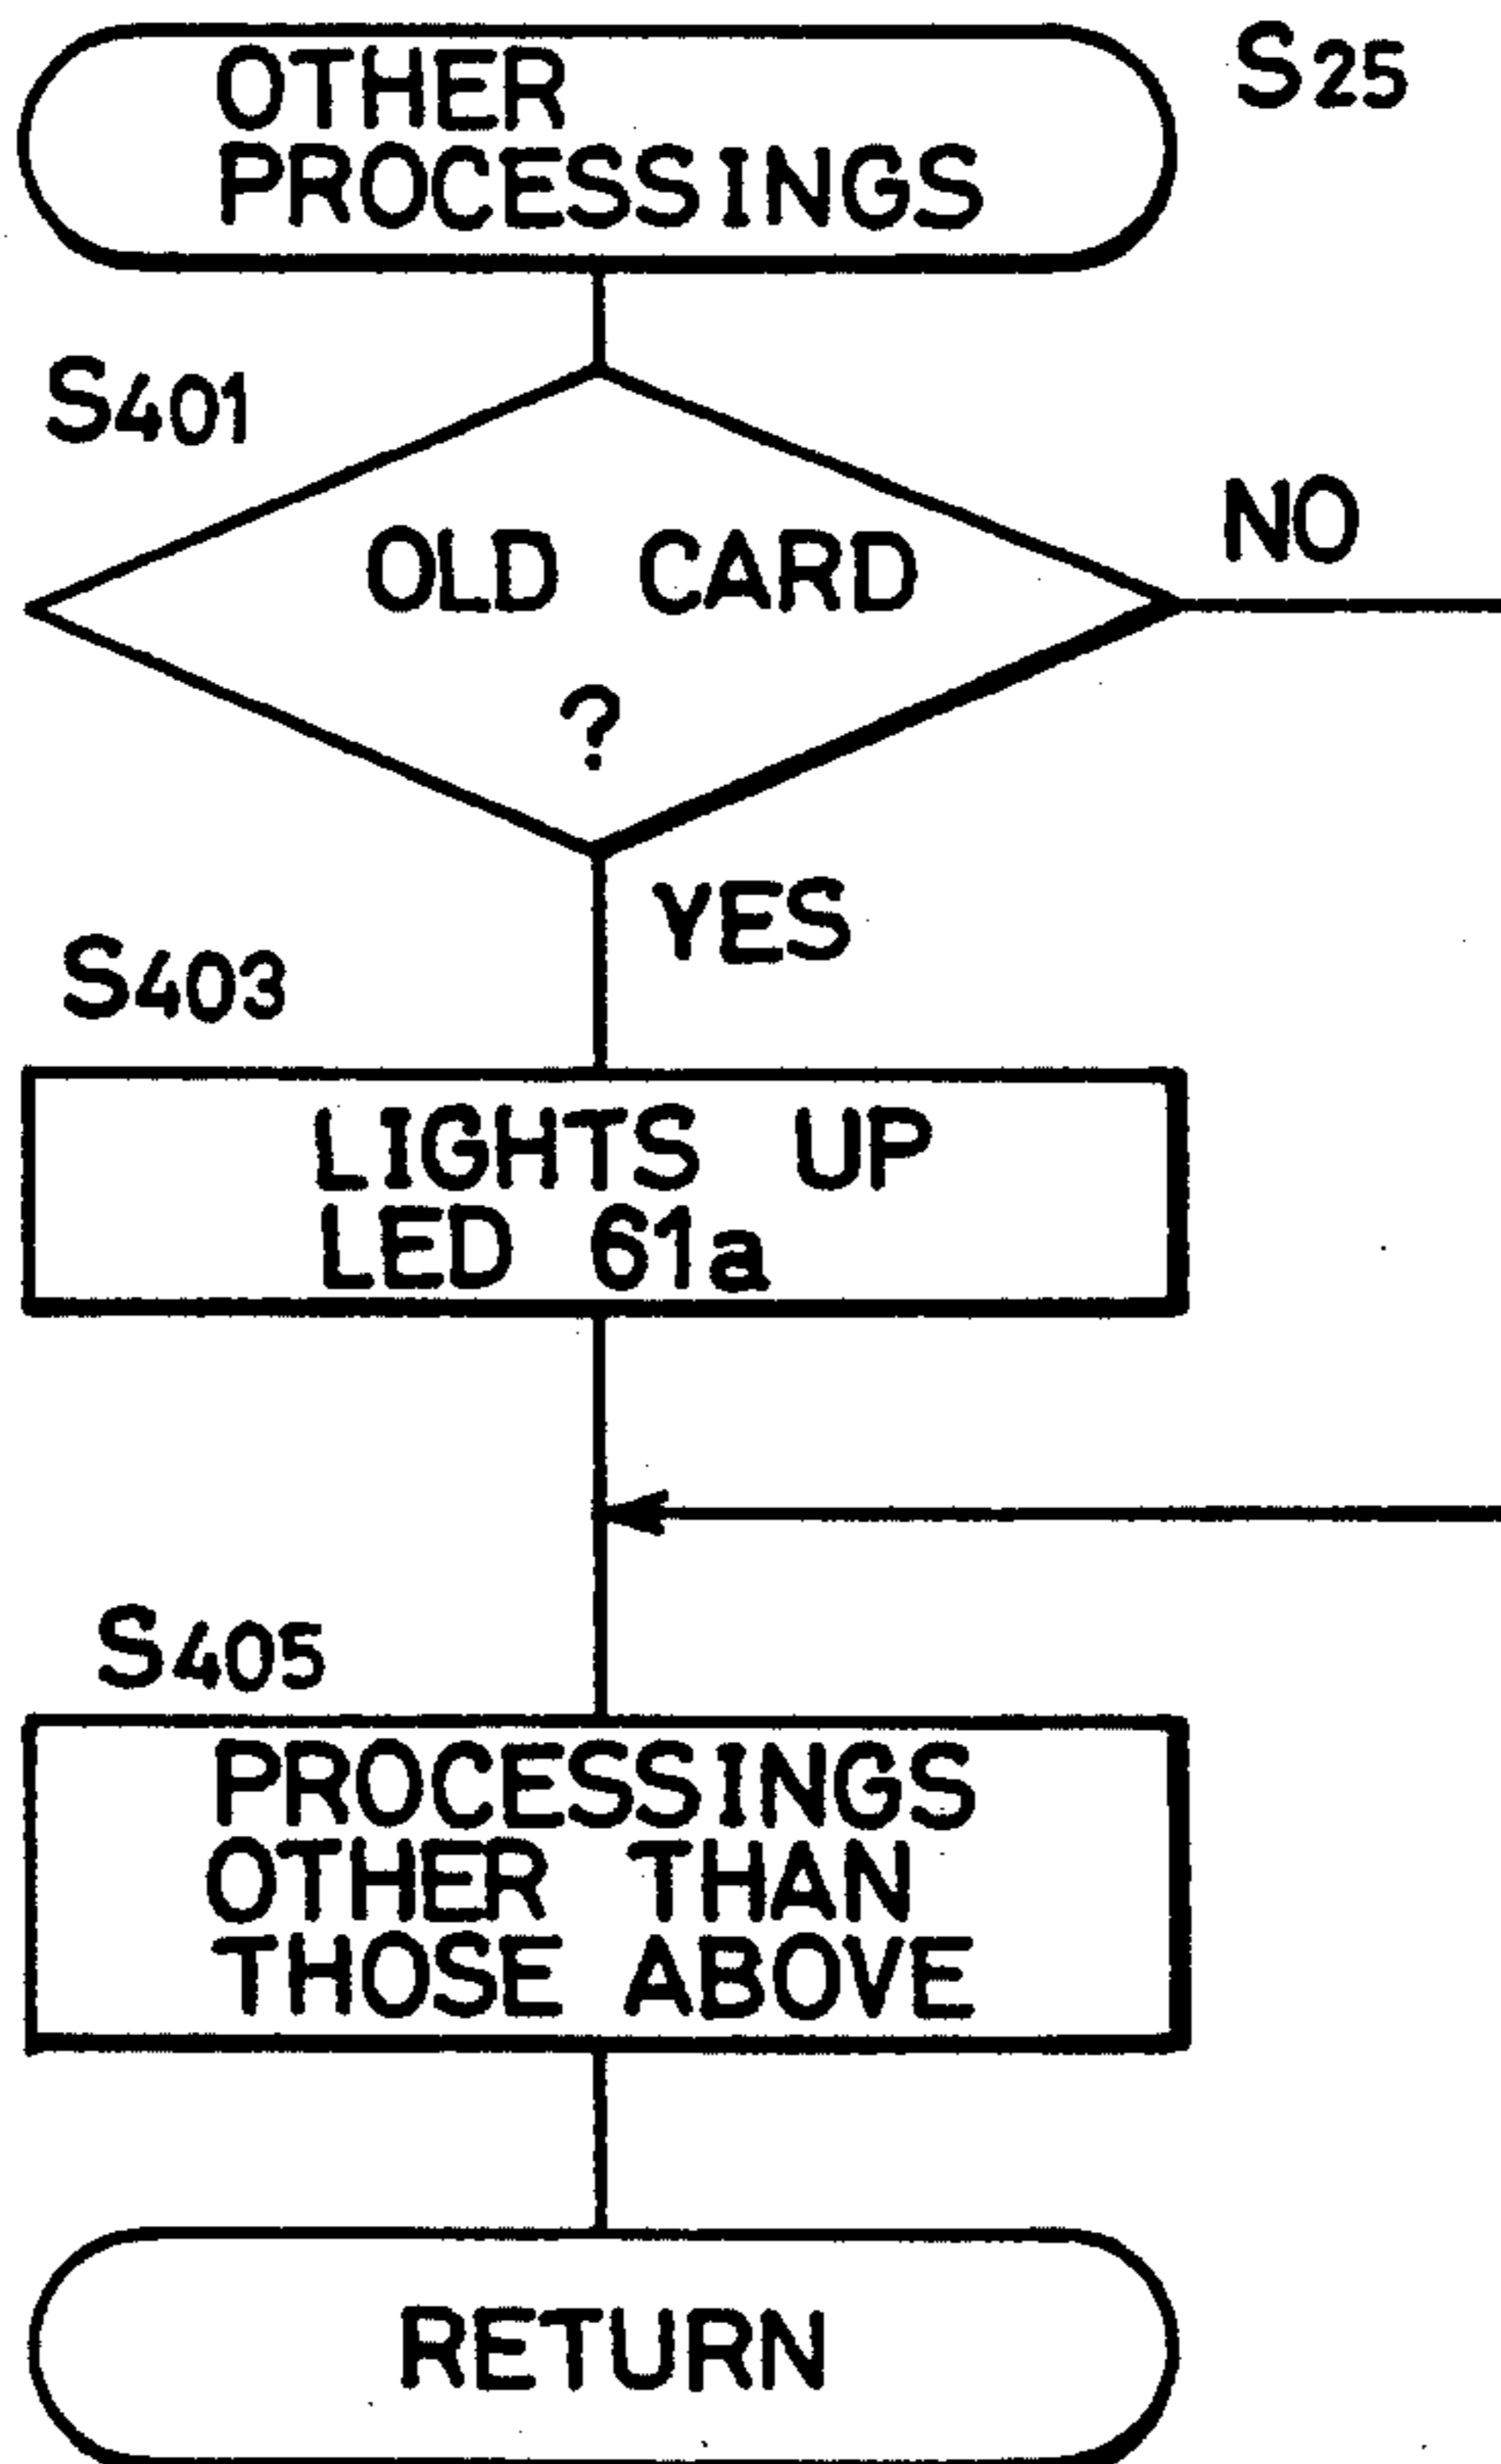 OTHER
PROCESSINGS
S25
S401
OLD CARD
?
NO
YES
S403
LIGHTS UP
LED 61a
S405
PROCESSINGS
OTHER THAN
THOSE ABOVE
RETURN